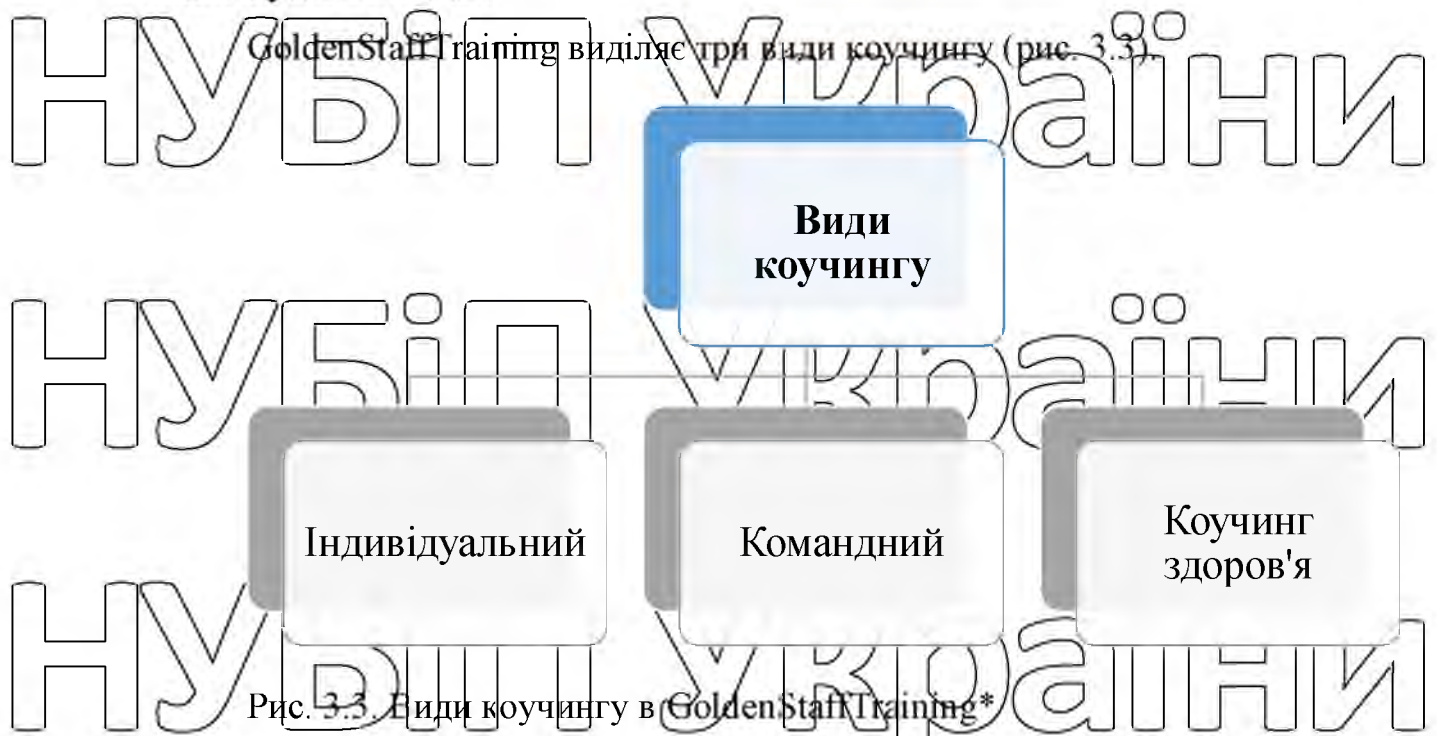 GoldenStaffTraining виділяє три види коучингу (рис. 3.3).
НУБіП України
Види
коучингу
НУБіП України
Індивідуальний
Командний
Коучинг
здоров'я
НУБіП України
Рис. 3.3. Види коучингу в GoldenStaffTraining*